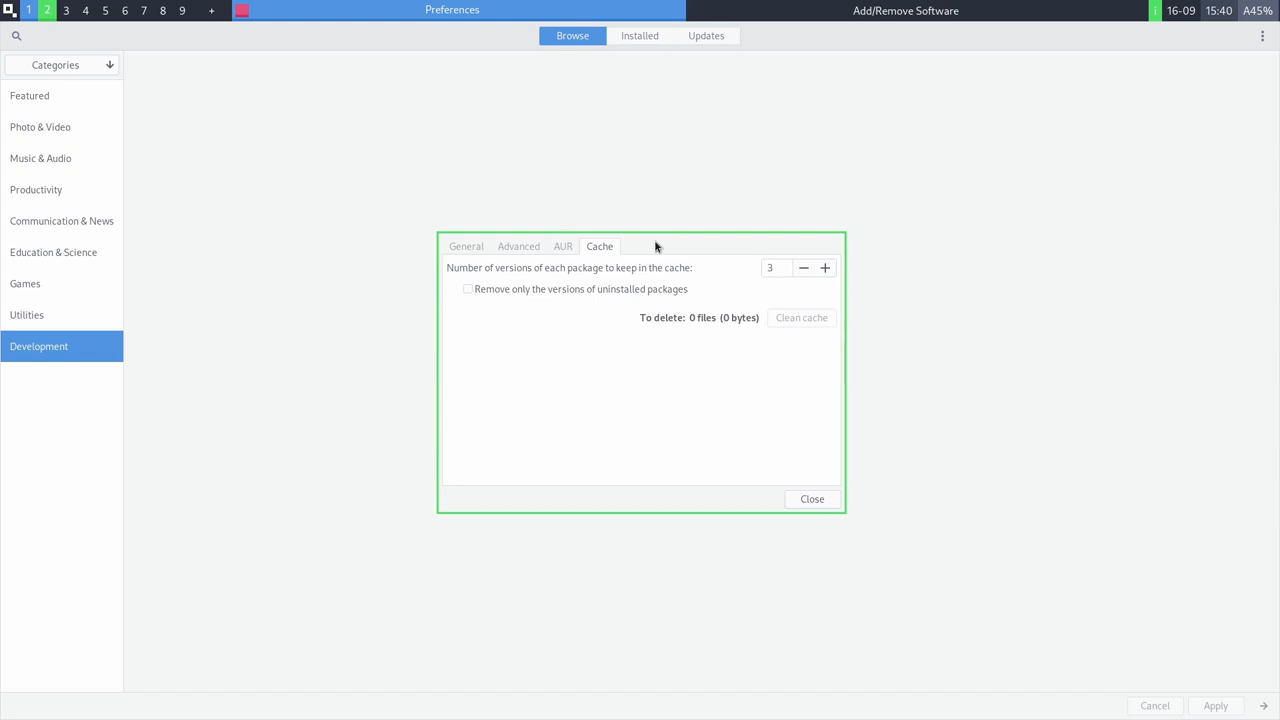 1 2 3 4 5 6 7 8 9 + Preferences Add/Remove Software i 16-09 15:40 A45%
Browse Installed Updates
Categories
Featured
Photo & Video
Music & Audio
Productivity
Communication & News
Education & Science
Games
Utilities
Development
General Advanced AUR Cache
Number of versions of each package to keep in the cache: 3
Remove only the versions of uninstalled packages
To delete: 0 files (0 bytes) Clean cache
Close
Cancel Apply